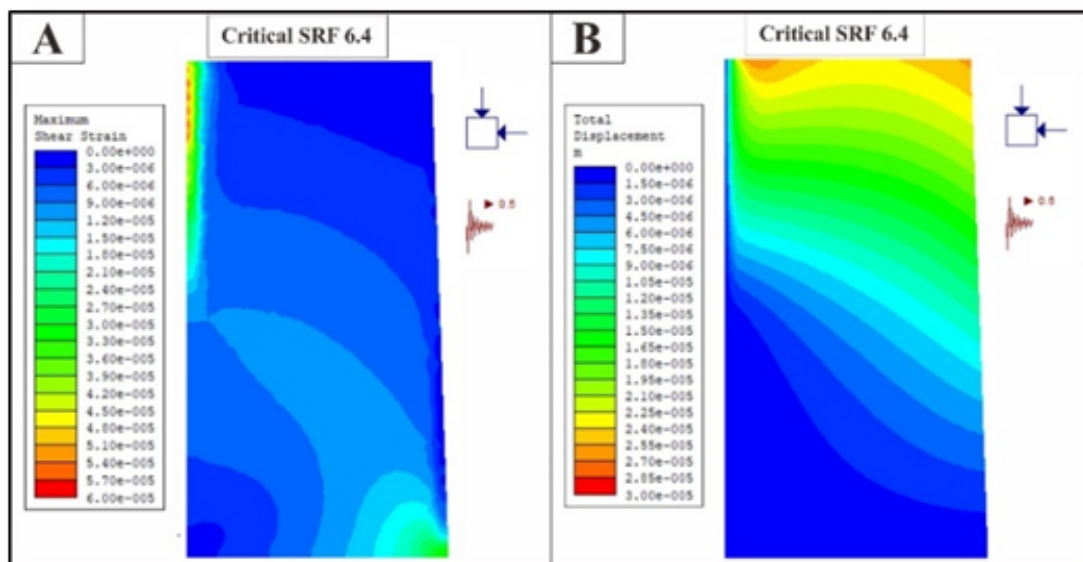 A
Critical SRF 6.4
Maximum
Shear Strain
0.00e+000
3.00e-006
6.00e-006
9.00e-006
1.20e-005
1.50e-005
1.80e-005
2.10e-005
2.40e-005
2.70e-005
3.00e-005
3.30e-005
3.60e-005
3.90e-005
4.20e-005
4.50e-005
4.80e-005
5.10e-005
5.40e-005
5.70e-005
6.00e-005
0.5
B
Critical SRF 6.4
Total
Displacement
m
0.00e+000
1.50e-006
3.00e-006
4.50e-006
6.00e-006
7.50e-006
9.00e-006
1.05e-005
1.20e-005
1.35e-005
1.50e-005
1.65e-005
1.80e-005
1.95e-005
2.10e-005
2.25e-005
2.40e-005
2.55e-005
2.70e-005
2.85e-005
3.00e-005
0.5